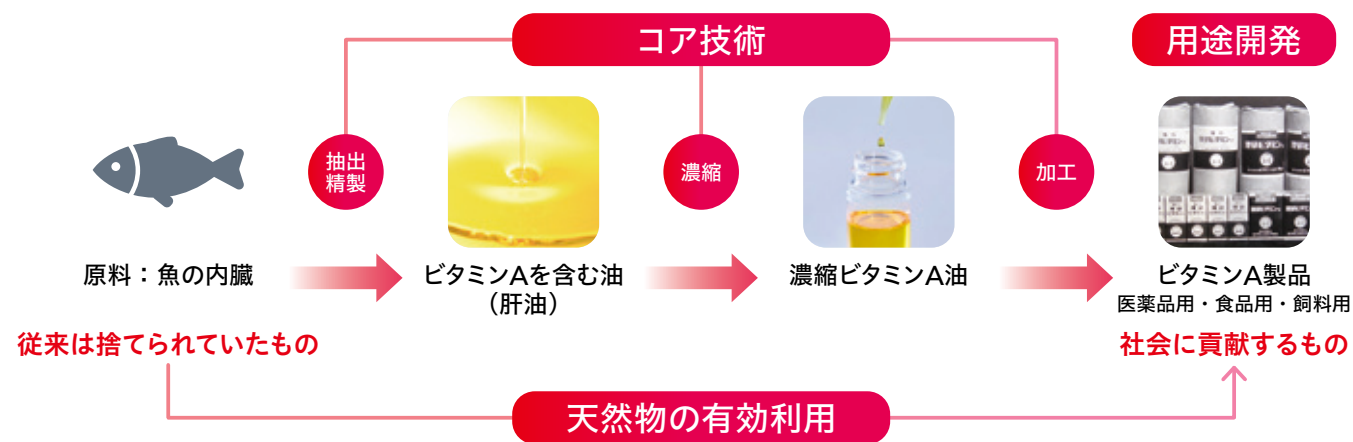 コア技術
用途開発
抽出
精製
濃縮
加工
原料：魚の内臓
ビタミンAを含む油
（肝油）
濃縮ビタミンA油
ビタミンA製品
医薬品用・食品用・飼料用
従来は捨てられていたもの
社会に貢献するもの
天然物の有効利用